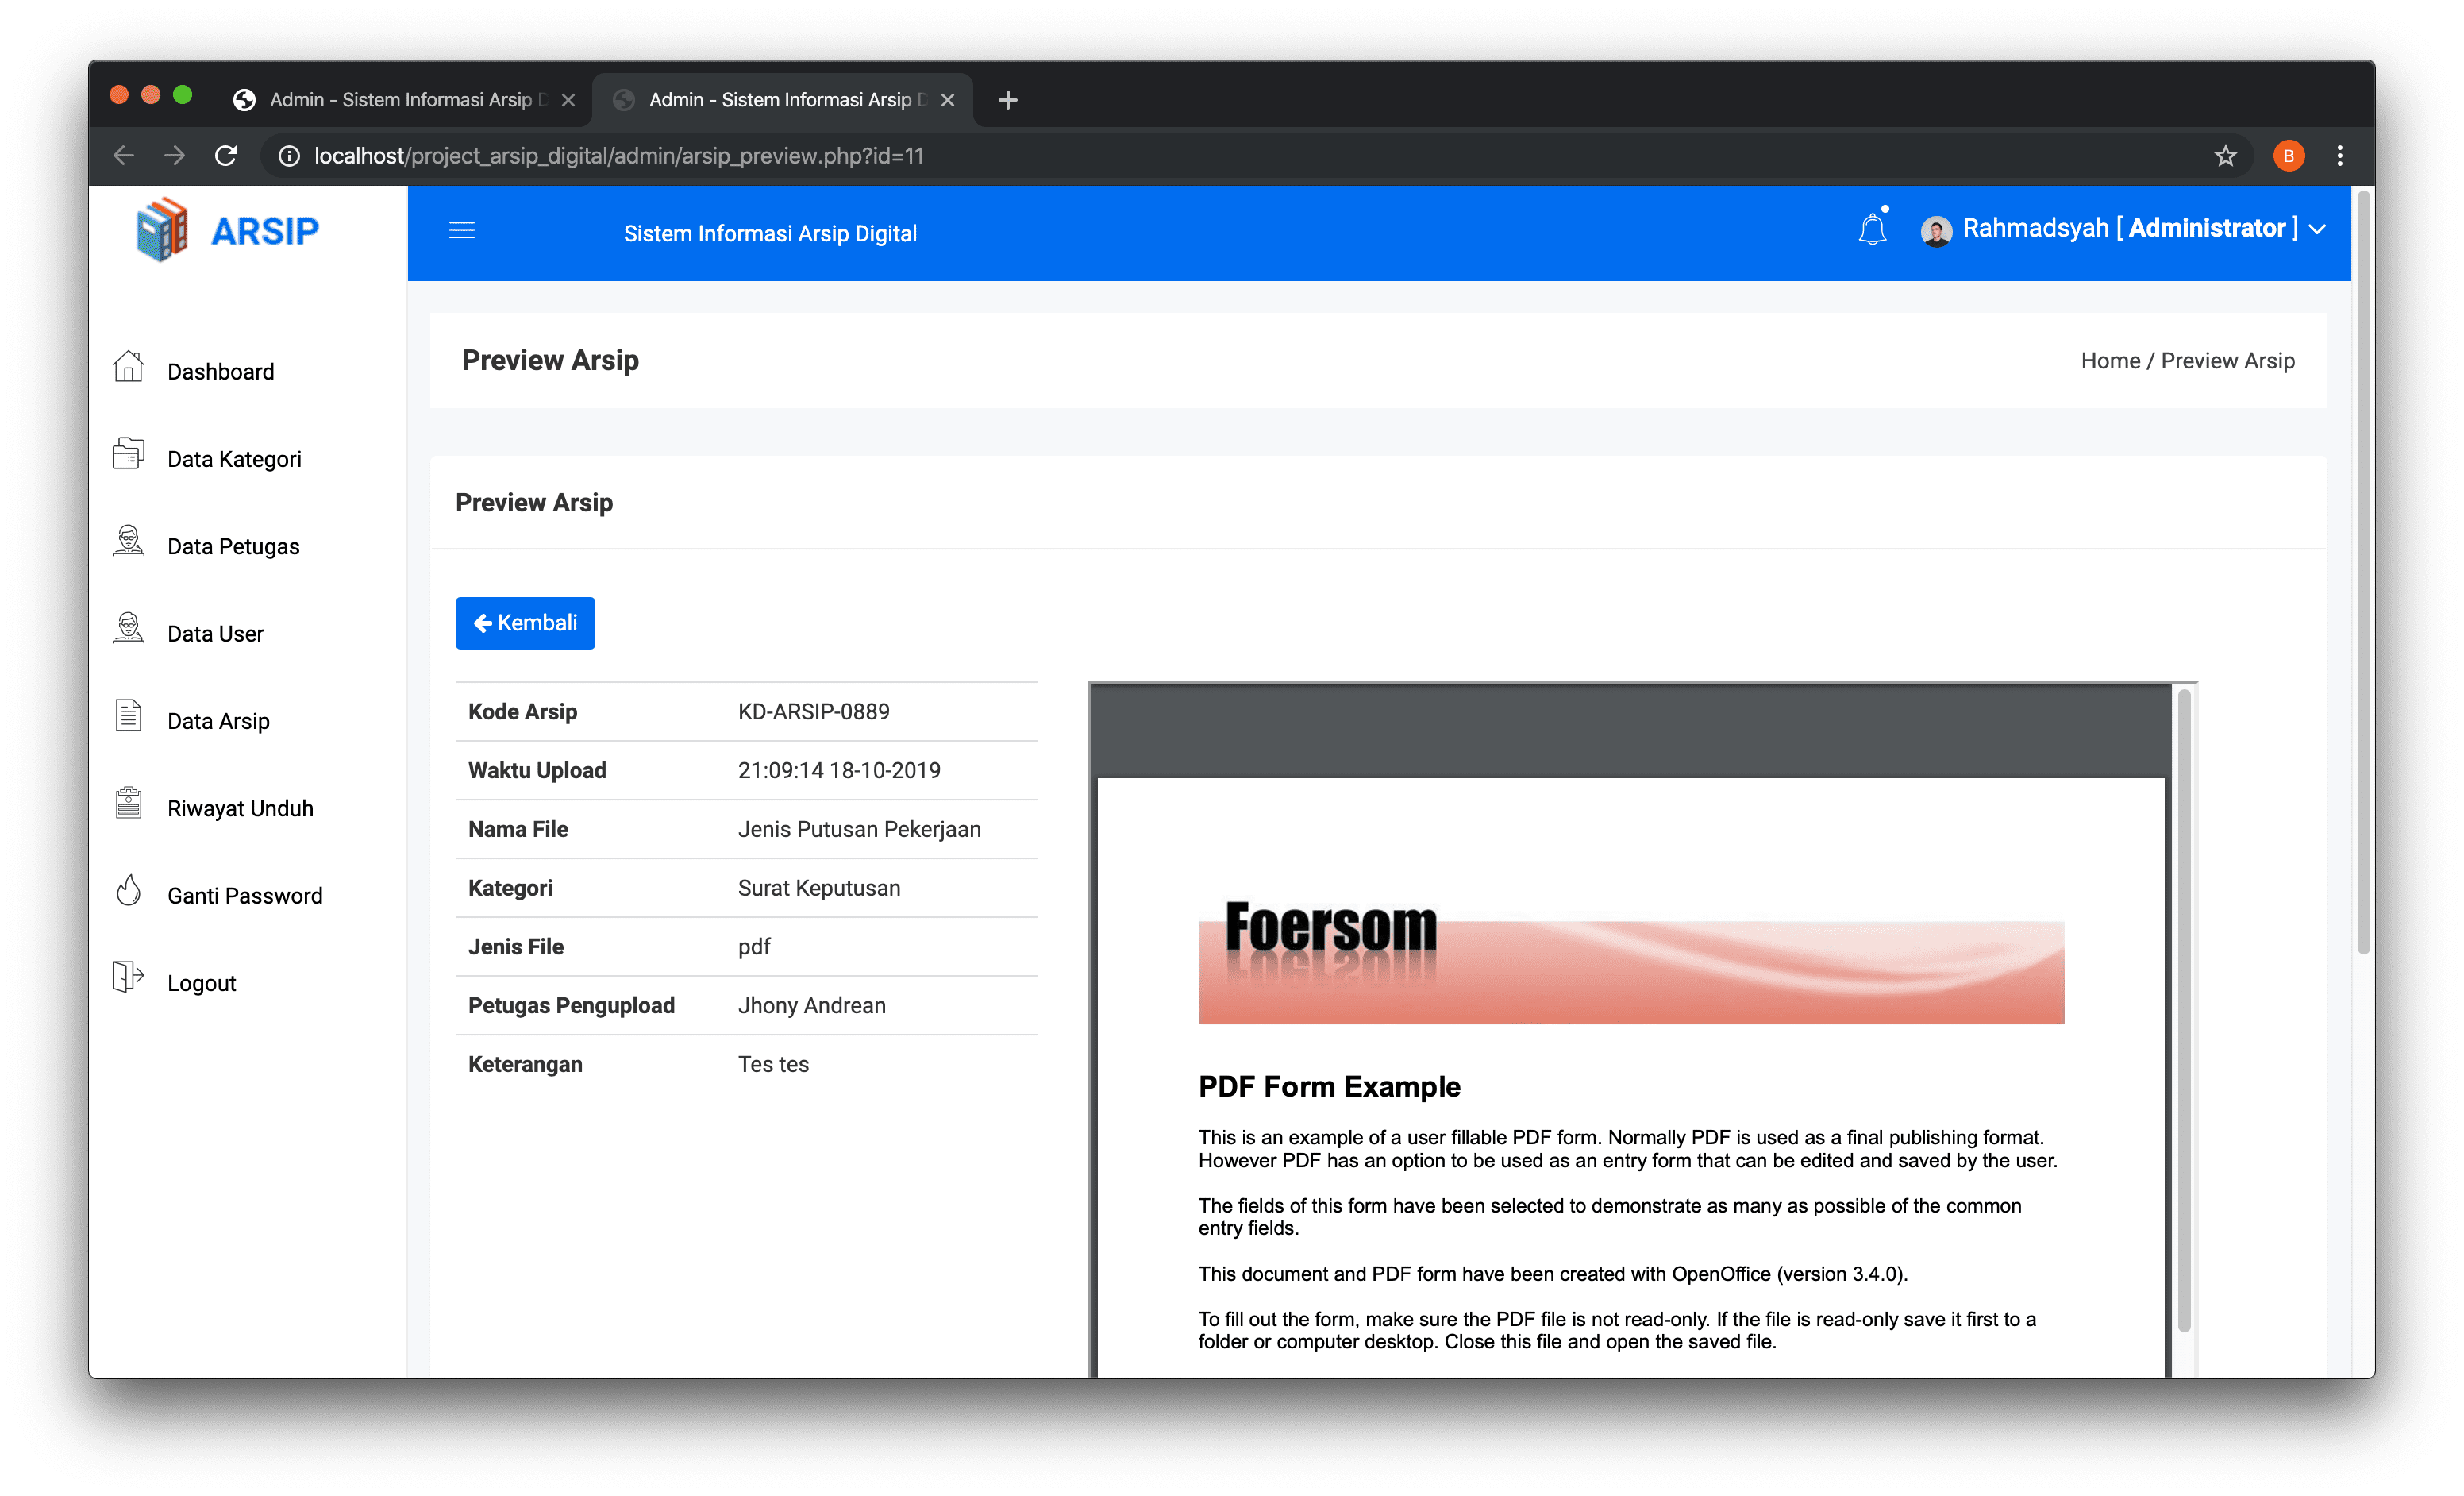 Admin - Sistem Informasi Arsip D
Admin - Sistem Informasi Arsip D
localhost/project_arsip_digital/admin/arsip_preview.php?id=11
B
ARSIP
Sistem Informasi Arsip Digital
Rahmadsyah [ Administrator ]
Dashboard
Data Kategori
Data Petugas
Data User
Data Arsip
Riwayat Unduh
Ganti Password
Logout
Preview Arsip
Home / Preview Arsip
Preview Arsip
Kembali
Kode Arsip KD-ARSIP-0889
Waktu Upload 21:09:14 18-10-2019
Nama File Jenis Putusan Pekerjaan
Kategori Surat Keputusan
Jenis File pdf
Petugas Pengupload Jhony Andrean
Keterangan Tes tes
Foersom
PDF Form Example
This is an example of a user fillable PDF form. Normally PDF is used as a final publishing format.
However PDF has an option to be used as an entry form that can be edited and saved by the user.
The fields of this form have been selected to demonstrate as many as possible of the common
entry fields.
This document and PDF form have been created with OpenOffice (version 3.4.0).
To fill out the form, make sure the PDF file is not read-only. If the file is read-only save it first to a
folder or computer desktop. Close this file and open the saved file.